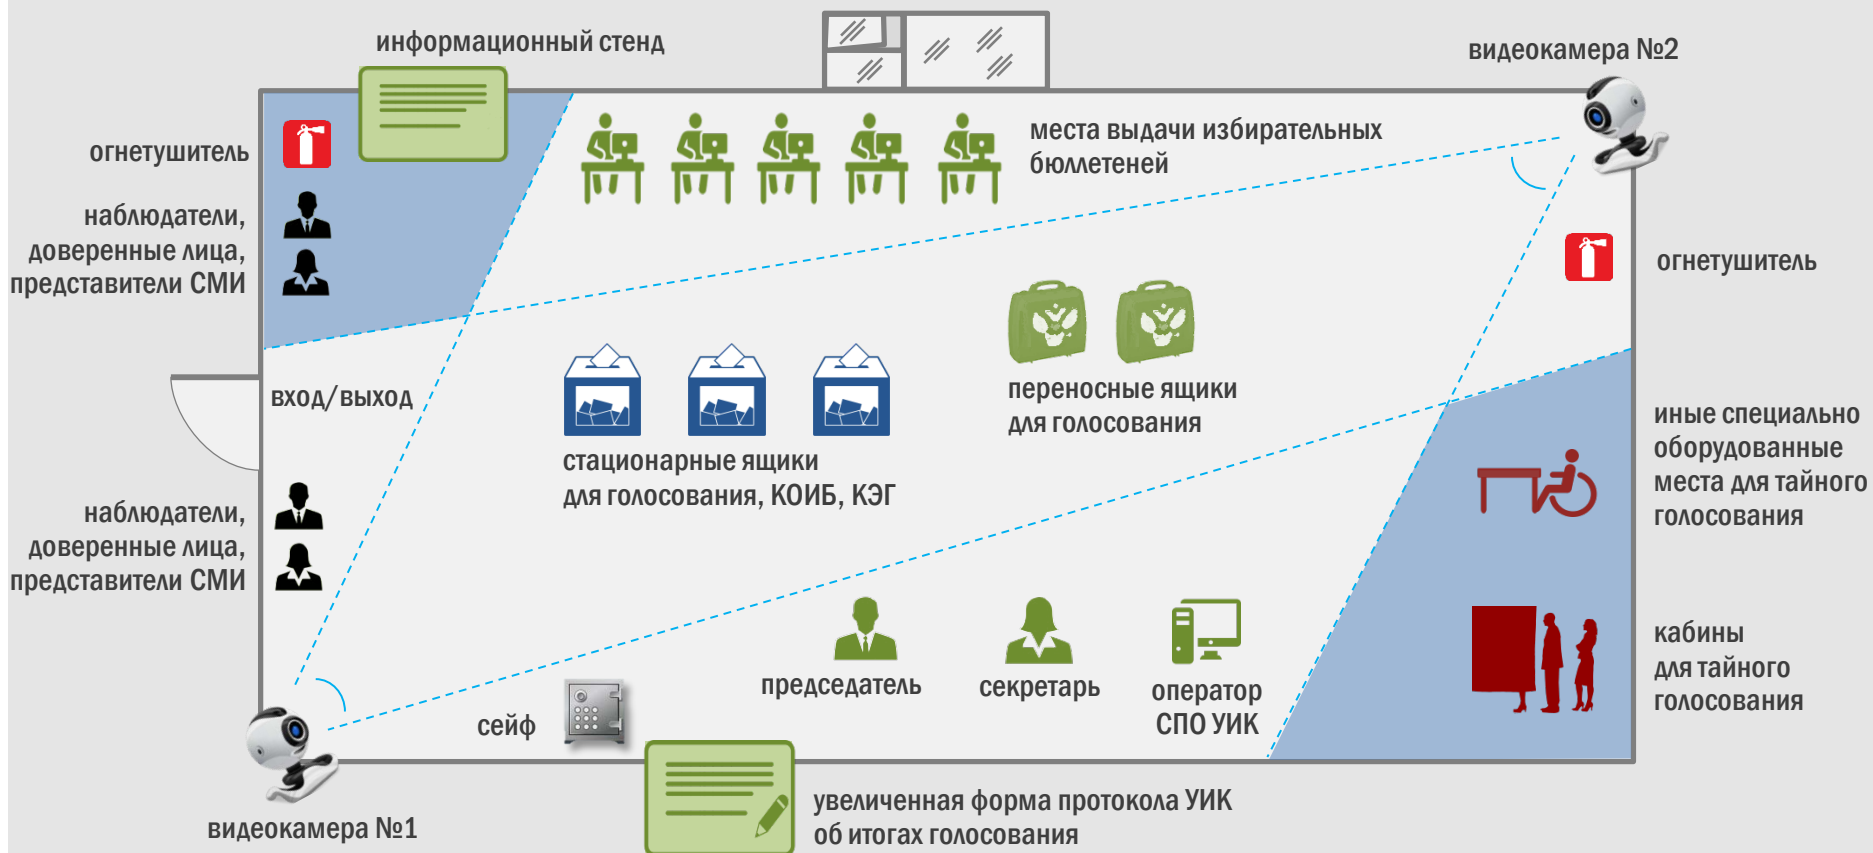 информационный стенд
видеокамера №2
огнетушитель
места выдачи избирательных
бюллетеней
наблюдатели,
доверенные лица,
представители СМИ
огнетушитель
вход/выход
переносные ящики
для голосования
стационарные ящики
для голосования, КОИБ, КЭГ
иные специально
оборудованные
места для тайного
голосования
наблюдатели,
доверенные лица,
представители СМИ
председатель
секретарь
оператор
СПО УИК
кабины
для тайного
голосования
сейф
видеокамера №1
увеличенная форма протокола УИК
об итогах голосования